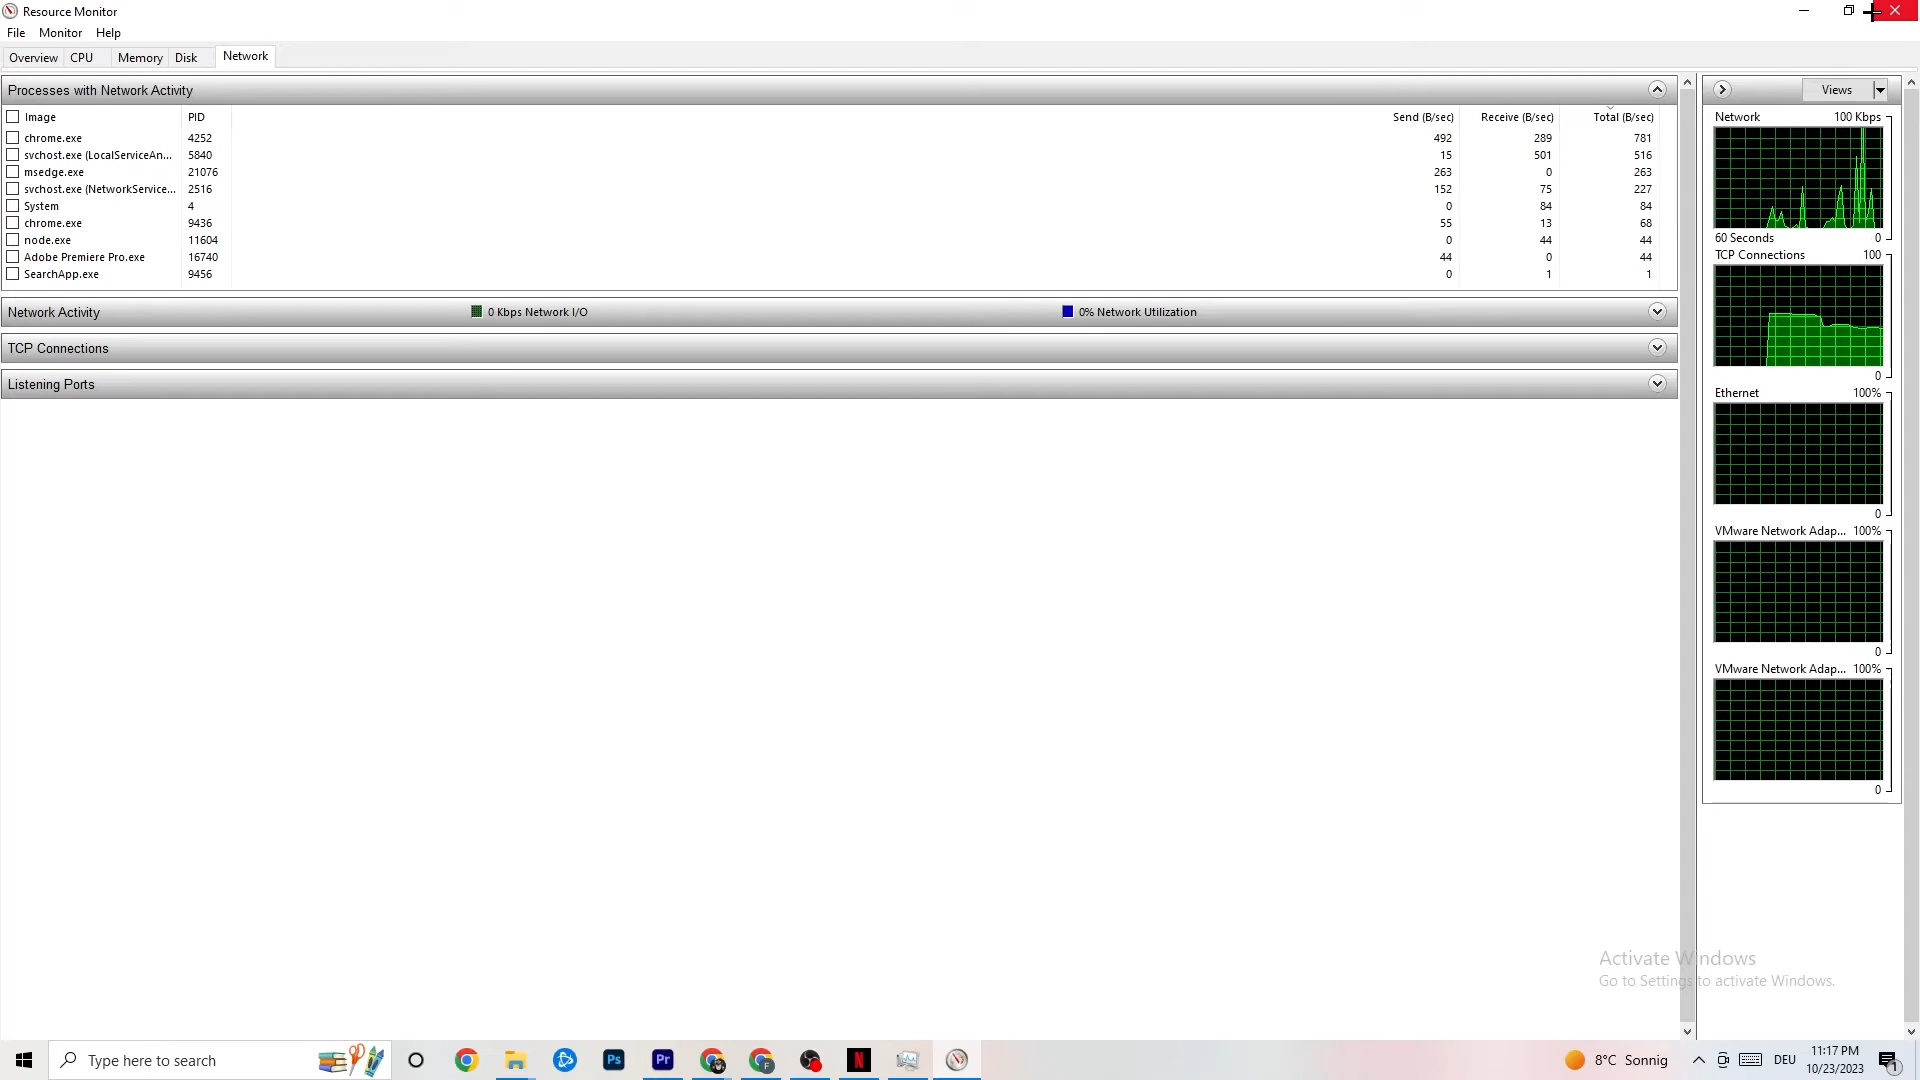 Resource Monitor
File Monitor Help
Overview CPU Memory Disk Network
Processes with Network Activity
Image PID Send (B/sec) Receive (B/sec) Total (B/sec)
chrome.exe 4252 492 289 781
svchost.exe (LocalServiceAn... 5840 15 501 516
msedge.exe 21076 263 0 263
svchost.exe (NetworkService... 2516 152 75 227
System 4 0 84 84
chrome.exe 9436 55 13 68
node.exe 11604 0 44 44
Adobe Premiere Pro.exe 16740 44 0 44
SearchApp.exe 9456 0 1 1
Network Activity 0 Kbps Network I/O 0% Network Utilization
TCP Connections
Listening Ports
Views
Network 100 Kbps
60 Seconds 0
TCP Connections 100
0
Ethernet 100%
0
VMware Network Adap... 100%
0
VMware Network Adap... 100%
0
Activate Windows
Go to Settings to activate Windows.
Type here to search
Ps
Pr
F
N
8°C Sonnig
DEU
11:17 PM
10/23/2023
1